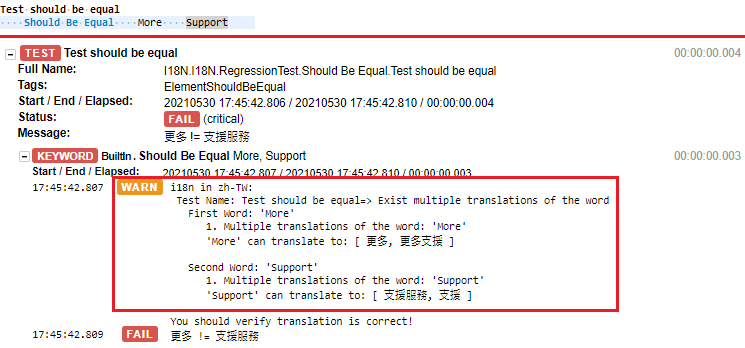 Test should be equal
Should Be Equal More Support
TEST Test should be equal 00:00:00.004
Full Name: I18N.I18N.RegressionTest.Should Be Equal.Test should be equal
Tags: ElementShouldBeEqual
Start / End / Elapsed: 20210530 17:45:42.806 / 20210530 17:45:42.810 / 00:00:00.004
Status: FAIL (critical)
Message: 更多 != 支援服務
KEYWORD BuiltIn. Should Be Equal More, Support 00:00:00.003
Start / End / Elapsed: 20210530 17:45:42.807 / 20210530 17:45:42.810 / 00:00:00.003
17:45:42.807 WARN i18n in zh-TW:
Test Name: Test should be equal=> Exist multiple translations of the word
First Word: 'More'
1. Multiple translations of the word: 'More'
'More' can translate to: [ 更多, 更多支援 ]
Second Word: 'Support'
1. Multiple translations of the word: 'Support'
'Support' can translate to: [ 支援服務, 支援 ]
You should verify translation is correct!
17:45:42.809 FAIL 更多 != 支援服務